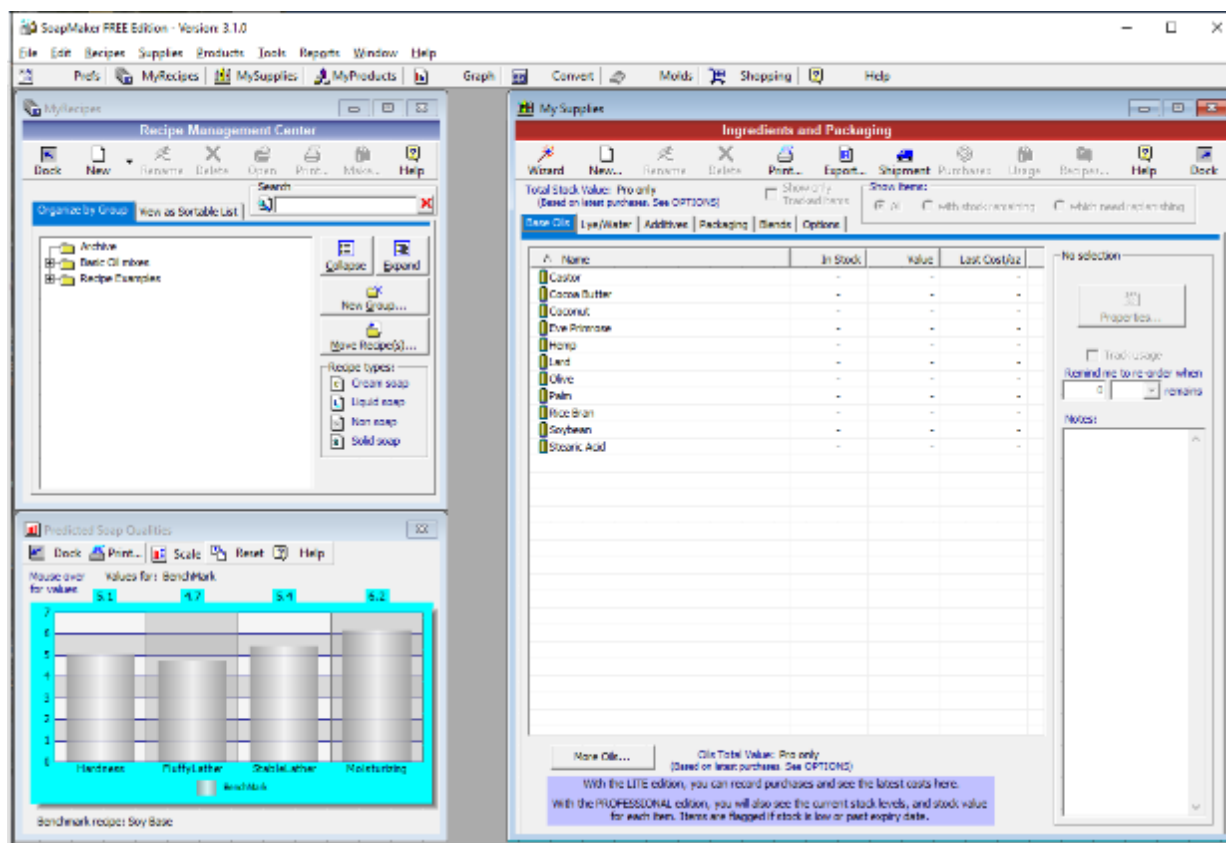 SoapMaker FREE Edition - Version: 3.1.0
File Edit Recipes Supplies Products Tools Reports Window Help
Prefs MyRecipes MySupplies MyProducts Graph Convert Molds Shopping Help
MyRecipes
Recipe Management Center
Dock New Rename Delete Open Print... Make... Help
Search
Organize by Group View as Sortable List
Archive
Basic Oil mixes
Recipe Examples
Collapse Expand
New Group...
Move Recipe(s)...
Recipe types:
Cream soap
Liquid soap
Non soap
Solid soap
Predicted Soap Qualities
Dock Print... Scale Reset Help
Mouse over for values
Values for: BenchMark
5.1 4.7 5.4 6.2
7
6
5
4
3
2
1
0
Hardness FluffyLather StableLather Moisturizing
BenchMark
Benchmark recipe: Soy Base
My Supplies
Ingredients and Packaging
Wizard New... Rename Delete Print... Export... Shipment Purchases Usage Recipes... Help Dock
Total Stock Value: Pro only
(Based on latest purchases. See OPTIONS)
Show only
Tracked items
Show items:
All with stock remaining which need replenishing
Base Oils Lye/Water Additives Packaging Blends Options
Name In Stock Value Last Cost/oz
Castor - - -
Cocoa Butter - - -
Coconut - - -
Eve Primrose - - -
Hemp - - -
Lard - - -
Olive - - -
Palm - - -
Rice Bran - - -
Soybean - - -
Stearic Acid - - -
No selection
Properties...
Track usage
Remind me to re-order when
0 remains
Notes:
More Oils...
Oils Total Value: Pro only
(Based on latest purchases. See OPTIONS)
With the LITE edition, you can record purchases and see the latest costs here.
With the PROFESSIONAL edition, you will also see the current stock levels, and stock value
for each item. Items are flagged if stock is low or past expiry date.